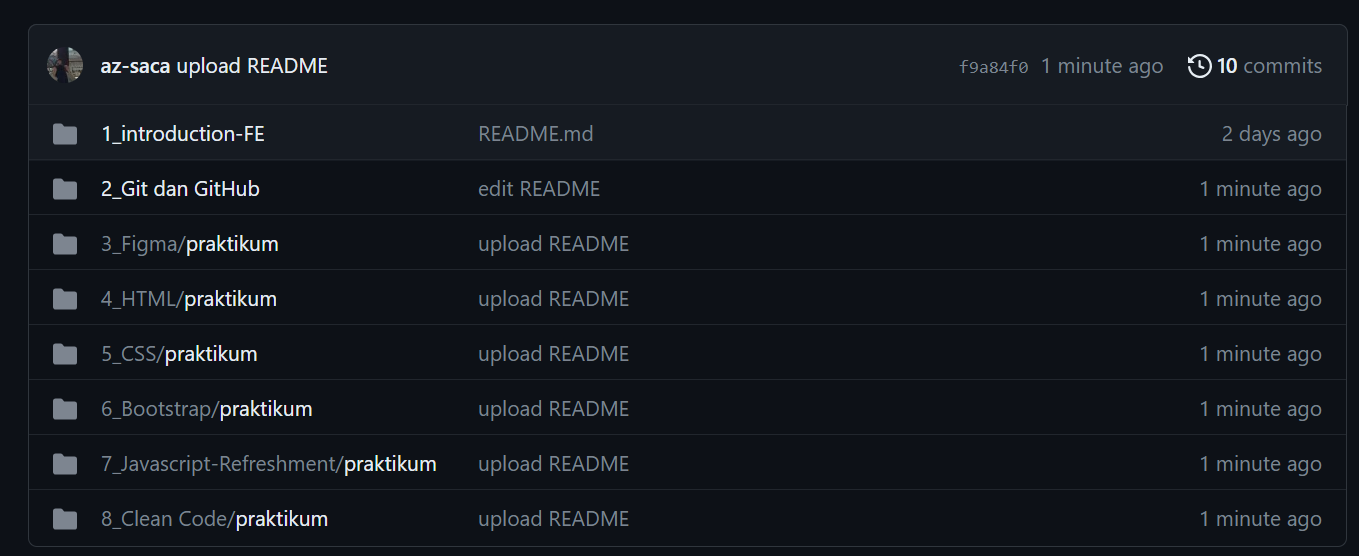 az-saca upload README f9a84f0 1 minute ago 10 commits
1_introduction-FE README.md 2 days ago
2_Git dan GitHub edit README 1 minute ago
3_Figma/praktikum upload README 1 minute ago
4_HTML/praktikum upload README 1 minute ago
5_CSS/praktikum upload README 1 minute ago
6_Bootstrap/praktikum upload README 1 minute ago
7_Javascript-Refreshment/praktikum upload README 1 minute ago
8_Clean Code/praktikum upload README 1 minute ago